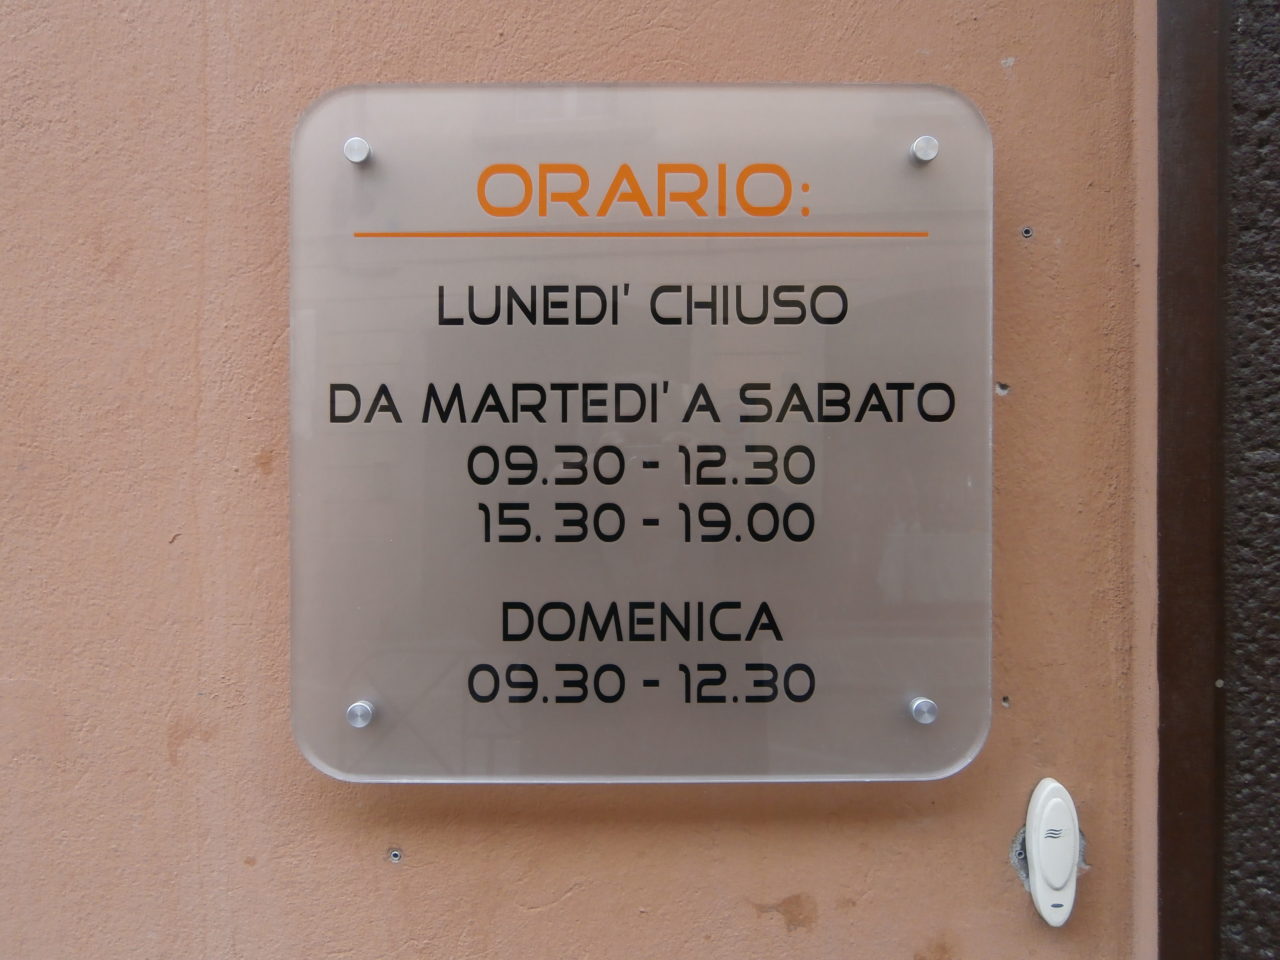 ORARIO:
LUNEDI' CHIUSO
DA MARTEDI' A SABATO
09.30 - 12.30
15.30 - 19.00
DOMENICA
09.30 - 12.30